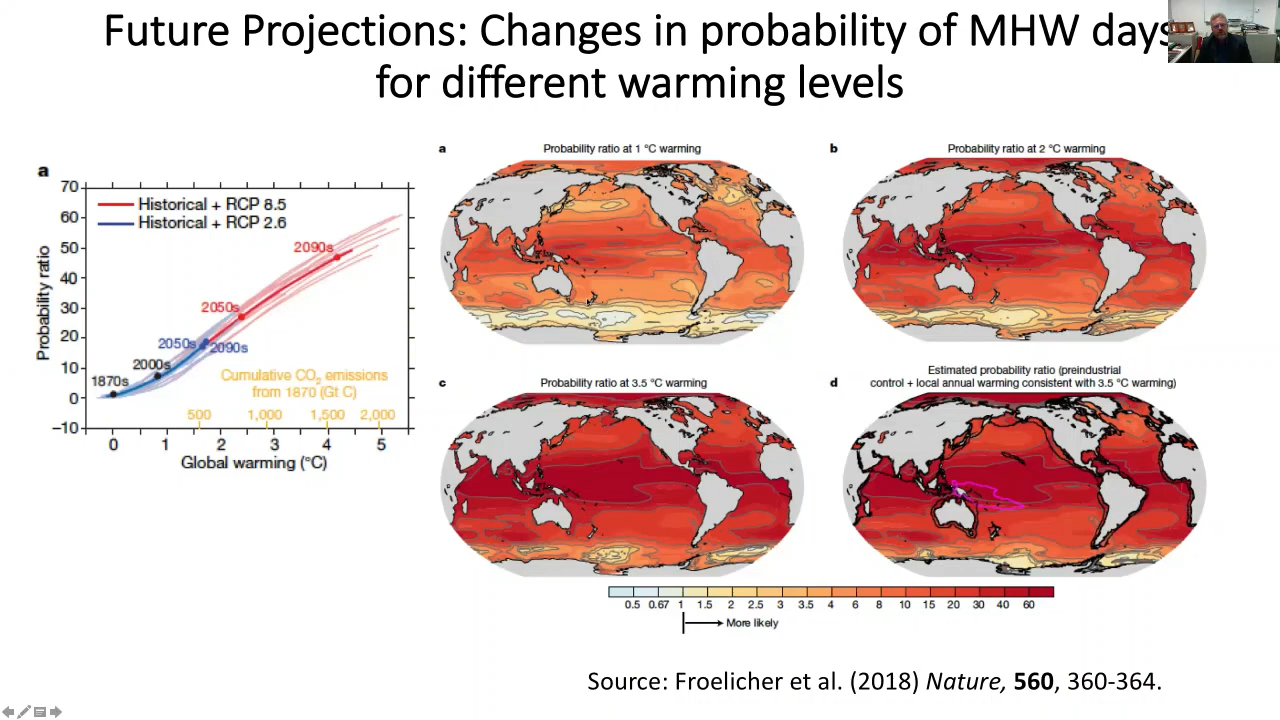 Future Projections: Changes in probability of MHW days
for different warming levels
a
70
60
50
40
30
20
10
0
−10
Probability ratio
Historical + RCP 8.5
Historical + RCP 2.6
2090s
2050s
2050s
2090s
2000s
1870s
Cumulative CO₂ emissions
from 1870 (Gt C)
500 1,000 1,500 2,000
0 1 2 3 4 5
Global warming (°C)
a Probability ratio at 1 °C warming
b Probability ratio at 2 °C warming
c Probability ratio at 3.5 °C warming
d Estimated probability ratio (preindustrial
control + local annual warming consistent with 3.5 °C warming)
0.5 0.67 1 1.5 2 2.5 3 3.5 4 6 8 10 15 20 30 40 60
More likely
Source: Froelicher et al. (2018) Nature, 560, 360-364.